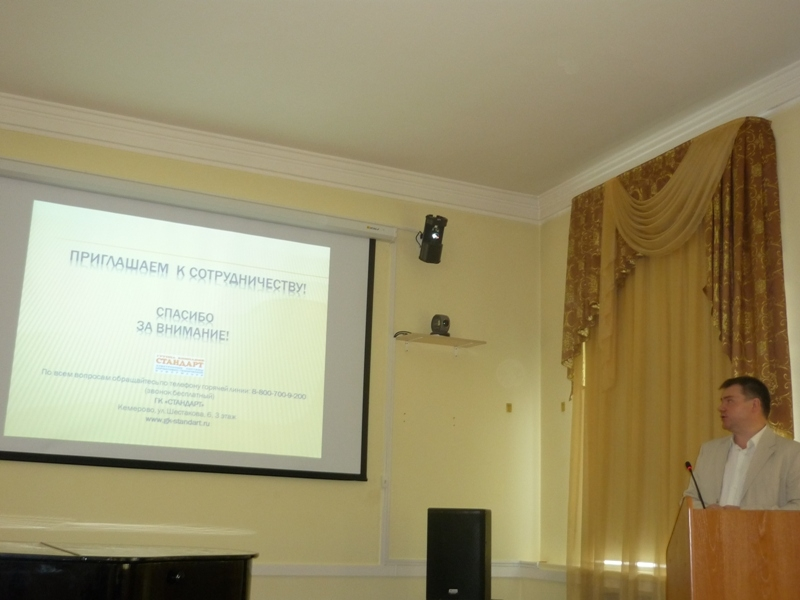 ПРИГЛАШАЕМ К СОТРУДНИЧЕСТВУ!
СПАСИБО
ЗА ВНИМАНИЕ!
СТАНДАРТ
По всем вопросам обращайтесь по телефону горячей линии: 8-800-700-9-200
(звонок бесплатный)
ГК «СТАНДАРТ»
Кемерово, ул. Шестакова, 6, 3 этаж
www.gkstandart.ru